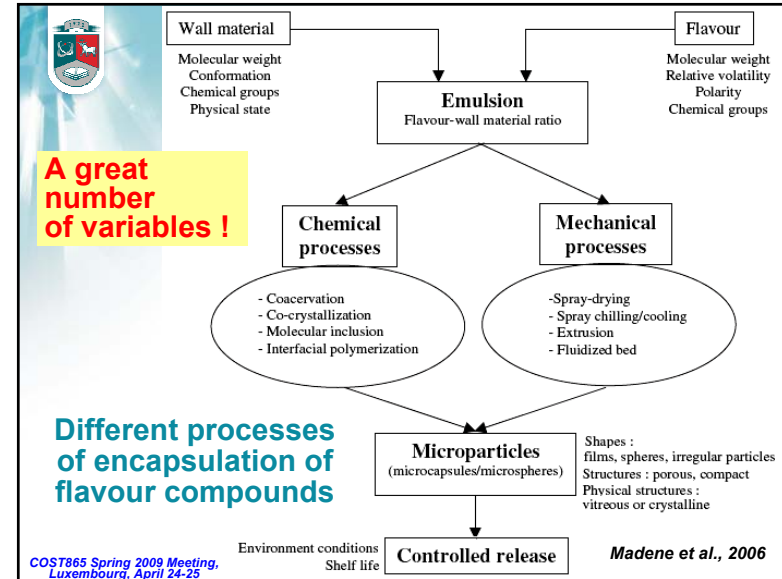 Wall material
Molecular weight
Conformation
Chemical groups
Physical state
Flavour
Molecular weight
Relative volatility
Polarity
Chemical groups
Emulsion
Flavour-wall material ratio
A great
number
of variables !
Chemical
processes
Mechanical
processes
- Coacervation
- Co-crystallization
- Molecular inclusion
- Interfacial polymerization
-Spray-drying
- Spray chilling/cooling
- Extrusion
- Fluidized bed
Different processes
of encapsulation of
flavour compounds
Microparticles
(microcapsules/microspheres)
Shapes :
films, spheres, irregular particles
Structures : porous, compact
Physical structures :
vitreous or crystalline
Environment conditions
Shelf life
Controlled release
Madene et al., 2006
COST865 Spring 2009 Meeting,
Luxembourg, April 24-25